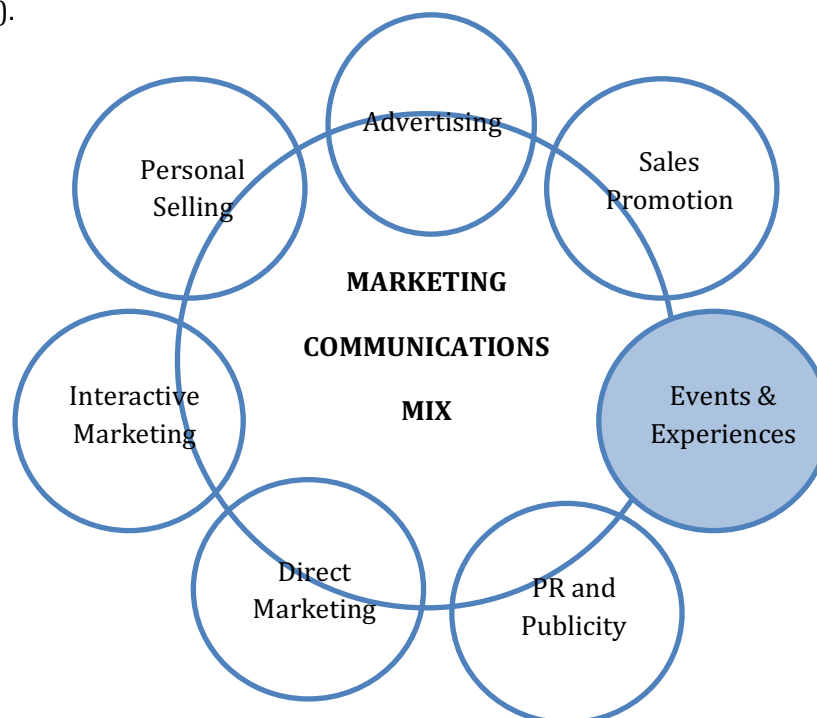 ).
Advertising
Personal
Selling
Sales
Promotion
MARKETING
COMMUNICATIONS
MIX
Interactive
Marketing
Events &
Experiences
Direct
Marketing
PR and
Publicity